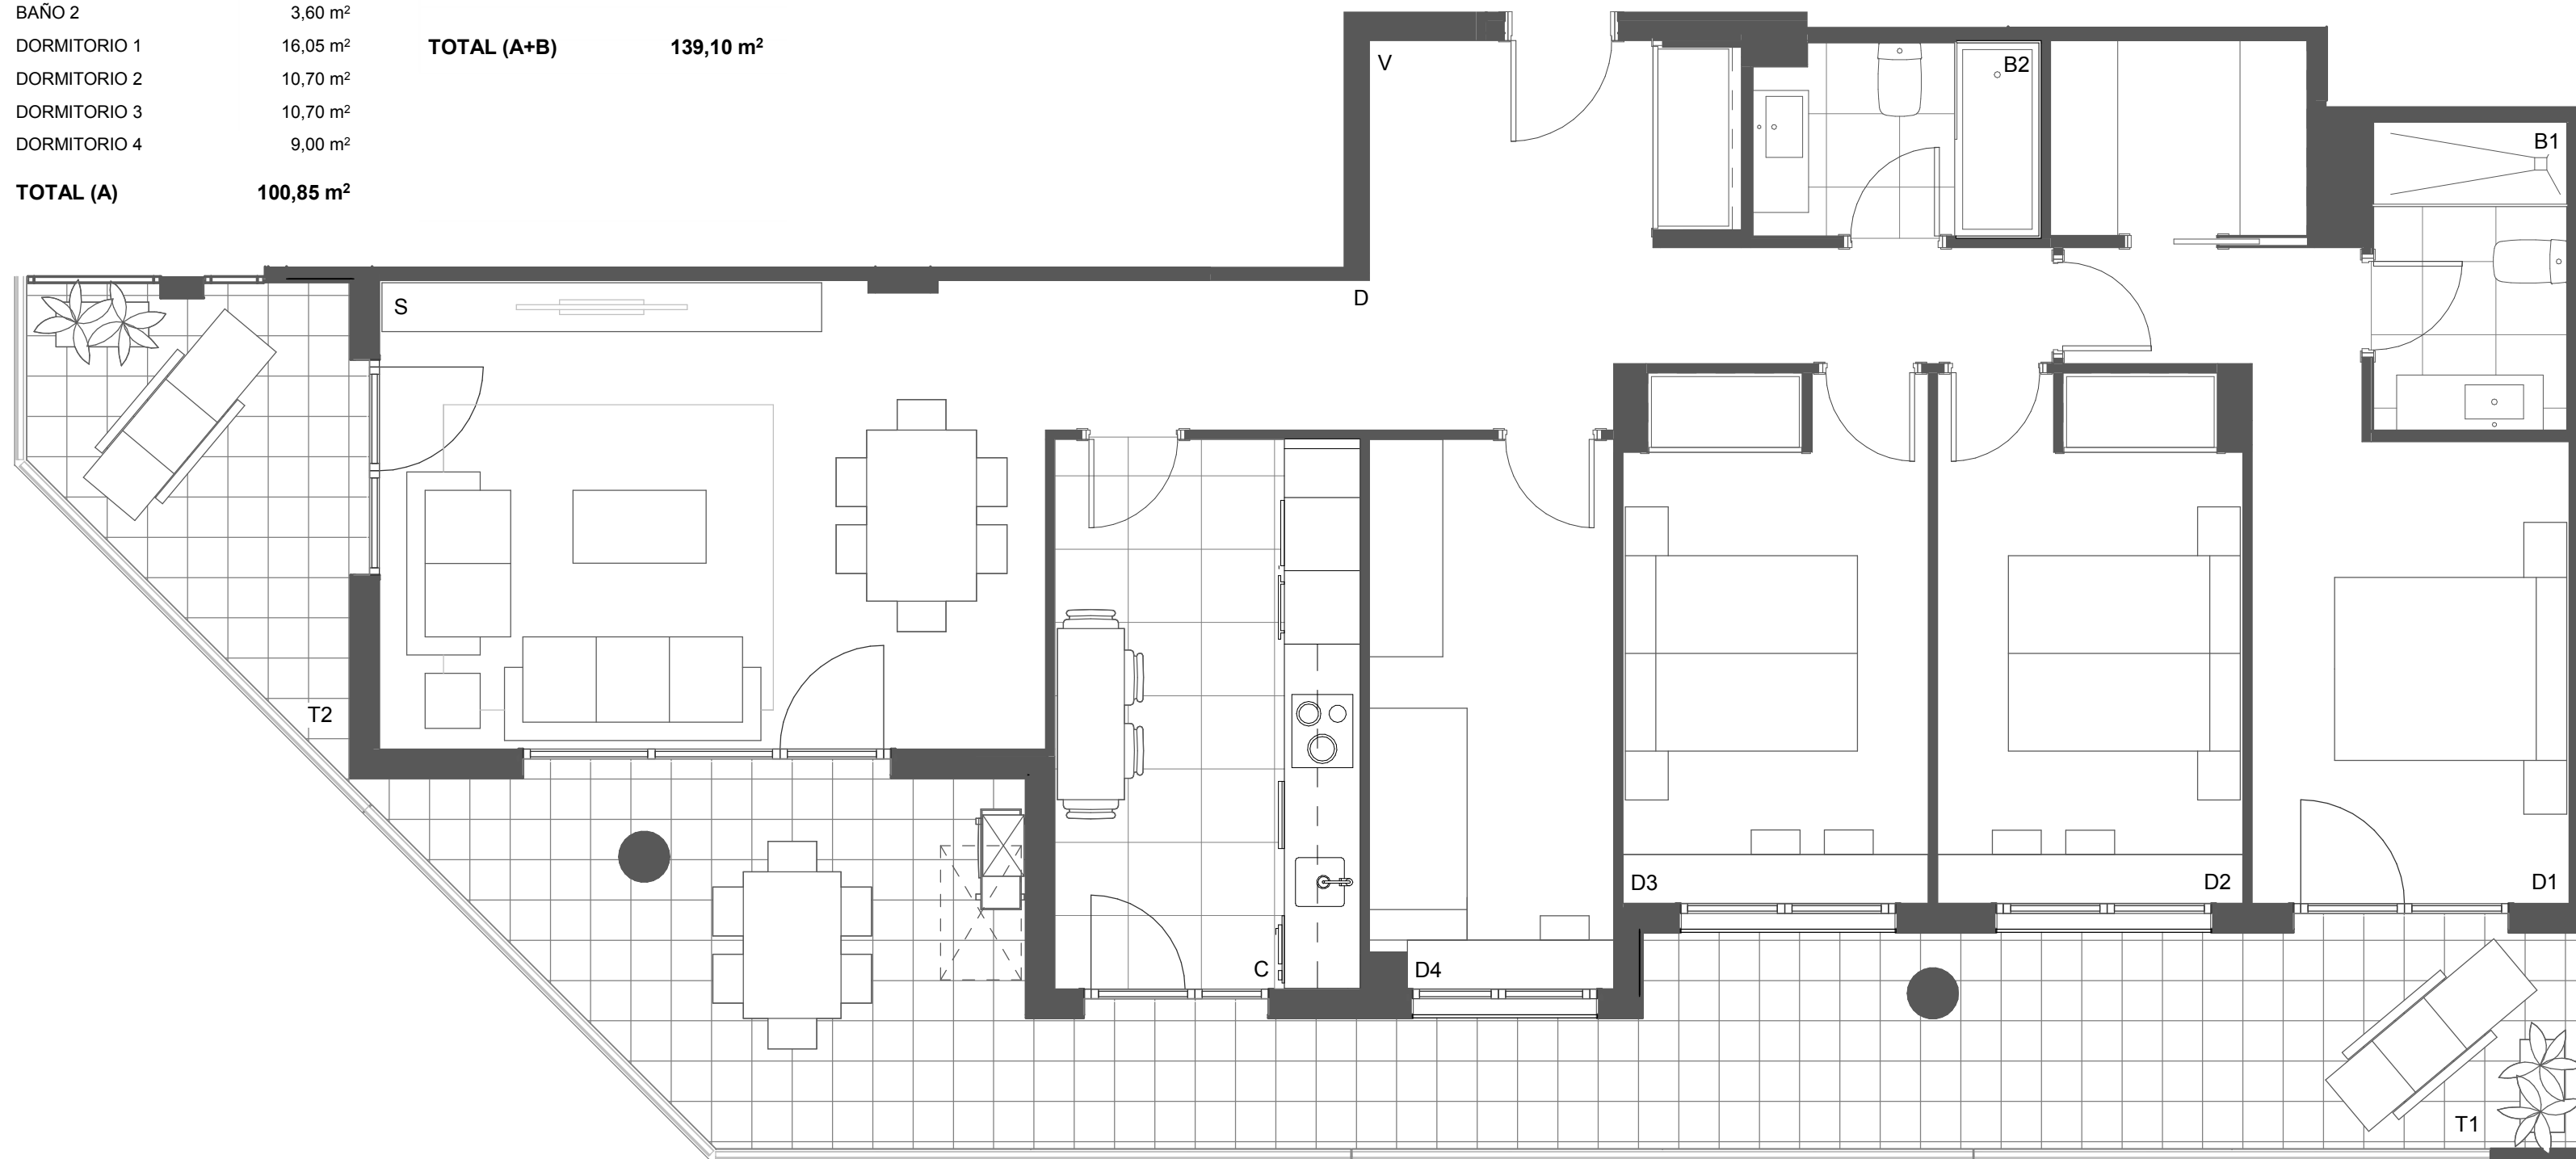 BAÑO 2 3,60 m²
DORMITORIO 1 16,05 m²
TOTAL (A+B) 139,10 m²
DORMITORIO 2 10,70 m²
DORMITORIO 3 10,70 m²
DORMITORIO 4 9,00 m²
TOTAL (A) 100,85 m²
V
B2
B1
S
D
T2
C
D4
D3
D2
D1
T1